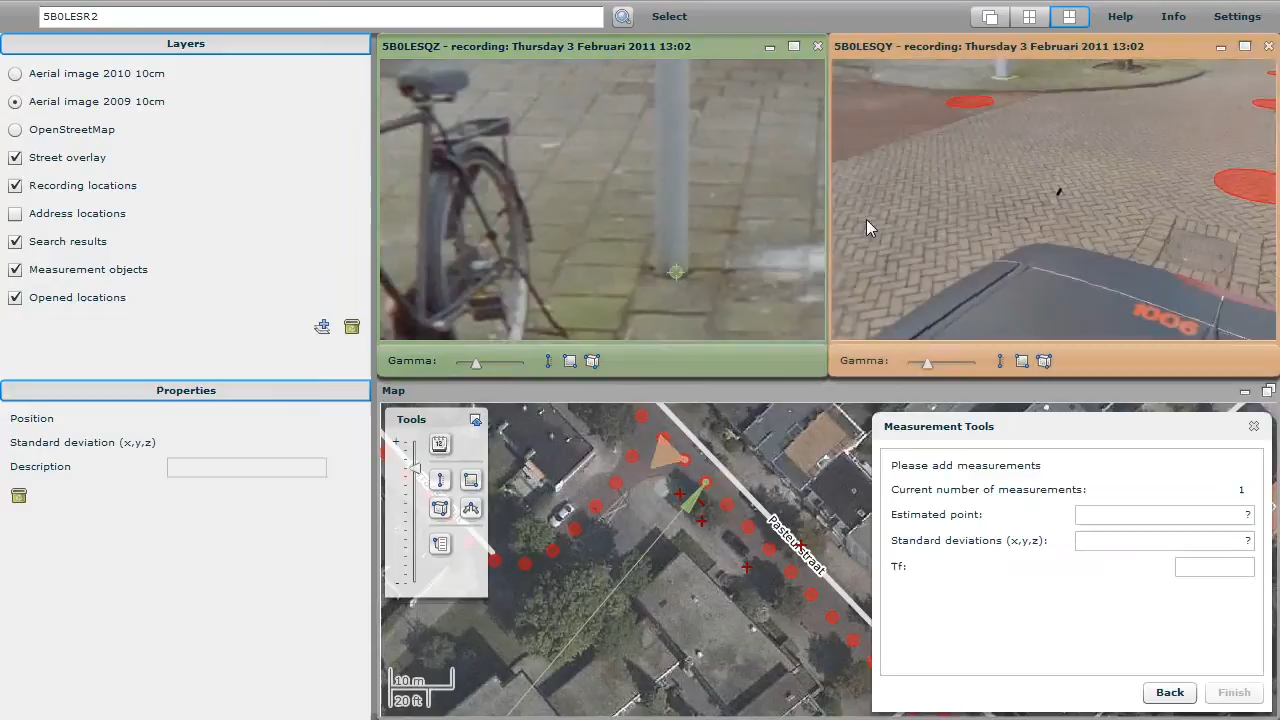 5B0LESR2
Select
Help
Info
Settings
Layers
Aerial image 2010 10cm
Aerial image 2009 10cm
OpenStreetMap
Street overlay
Recording locations
Address locations
Search results
Measurement objects
Opened locations
Properties
Position
Standard deviation (x,y,z)
Description
5B0LESQZ - recording: Thursday 3 Februari 2011 13:02
Gamma:
5B0LESQY - recording: Thursday 3 Februari 2011 13:02
1006
Gamma:
Map
Tools
12
+
-
Pasteurstraat
10 m
20 ft
Measurement Tools
Please add measurements
Current number of measurements: 1
Estimated point: ?
Standard deviations (x,y,z): ?
Tf:
Back
Finish